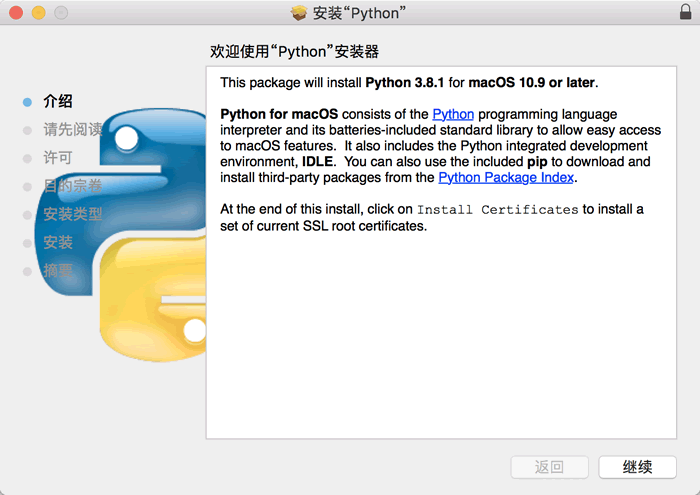 安装“Python”
欢迎使用“Python”安装器
介绍
请先阅读
许可
目的宗卷
安装类型
安装
摘要
This package will install Python 3.8.1 for macOS 10.9 or later.
Python for macOS consists of the Python programming language
interpreter and its batteries-included standard library to allow easy access
to macOS features.  It also includes the Python integrated development
environment, IDLE.  You can also use the included pip to download and
install third-party packages from the Python Package Index.
At the end of this install, click on Install Certificates to install a
set of current SSL root certificates.
返回
继续